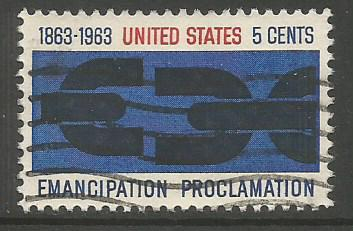 1863-1963 UNITED STATES 5 CENTS
EMANCIPATION PROCLAMATION